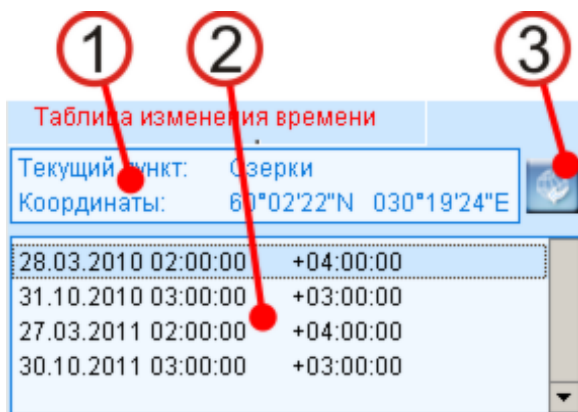 1 2 3
Таблица изменения времени
Текущий пункт: Озерки
Координаты: 60°02'22"N 030°19'24"E
28.03.2010 02:00:00 +04:00:00
31.10.2010 03:00:00 +03:00:00
27.03.2011 02:00:00 +04:00:00
30.10.2011 03:00:00 +03:00:00